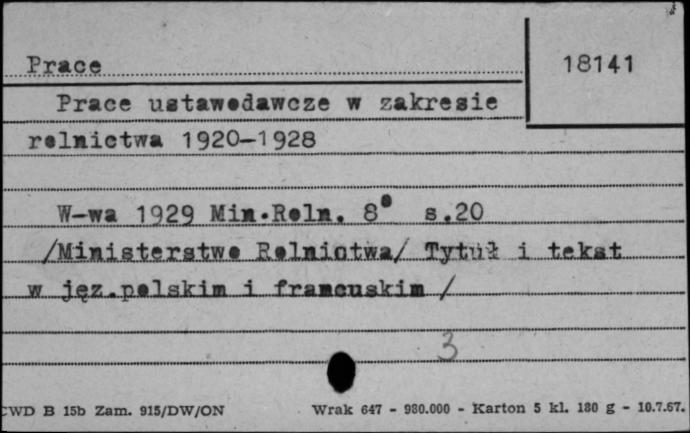 Prace
18141
Prace ustawodawcze w zakresie
rolnictwa 1920-1928
W-wa 1929 Min.Roln. 8° s.20
/Ministerstwo Rolnictwa/ Tytuł i tekst
w jęz.polskim i francuskim /
3
CWD B 15b Zam. 915/DW/ON
Wrak 647 - 980.000 - Karton 5 kl. 180 g - 10.7.67.